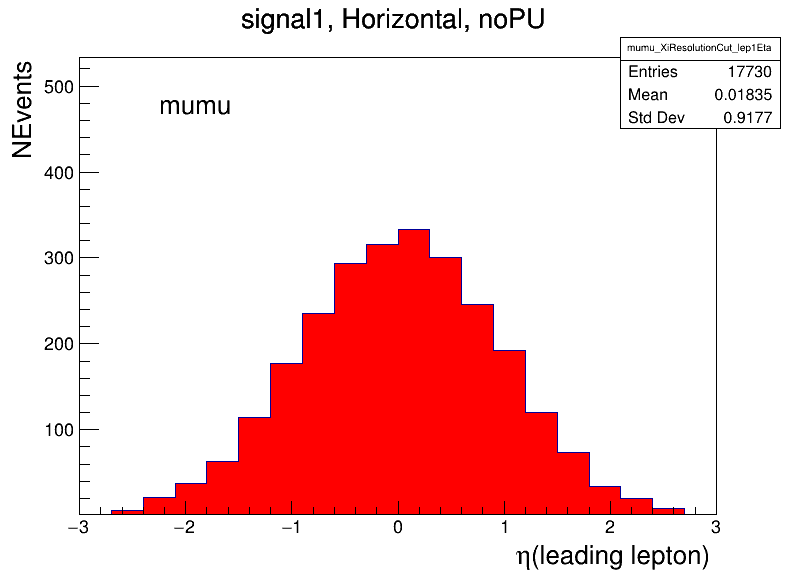 signal1, Horizontal, noPU
mumu_XiResolutionCut_lep1Eta
Entries 17730
Mean 0.01835
Std Dev 0.9177
NEvents
mumu
500
400
300
200
100
−3 −2 −1 0 1 2 3
η(leading lepton)